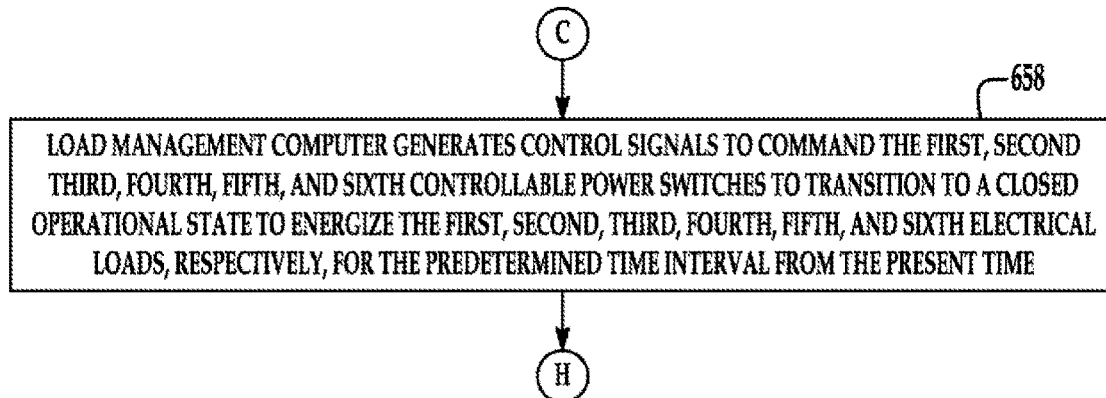 C
658
LOAD MANAGEMENT COMPUTER GENERATES CONTROL SIGNALS TO COMMAND THE FIRST, SECOND
THIRD, FOURTH, FIFTH, AND SIXTH CONTROLLABLE POWER SWITCHES TO TRANSITION TO A CLOSED
OPERATIONAL STATE TO ENERGIZE THE FIRST, SECOND, THIRD, FOURTH, FIFTH, AND SIXTH ELECTRICAL
LOADS, RESPECTIVELY, FOR THE PREDETERMINED TIME INTERVAL FROM THE PRESENT TIME
H